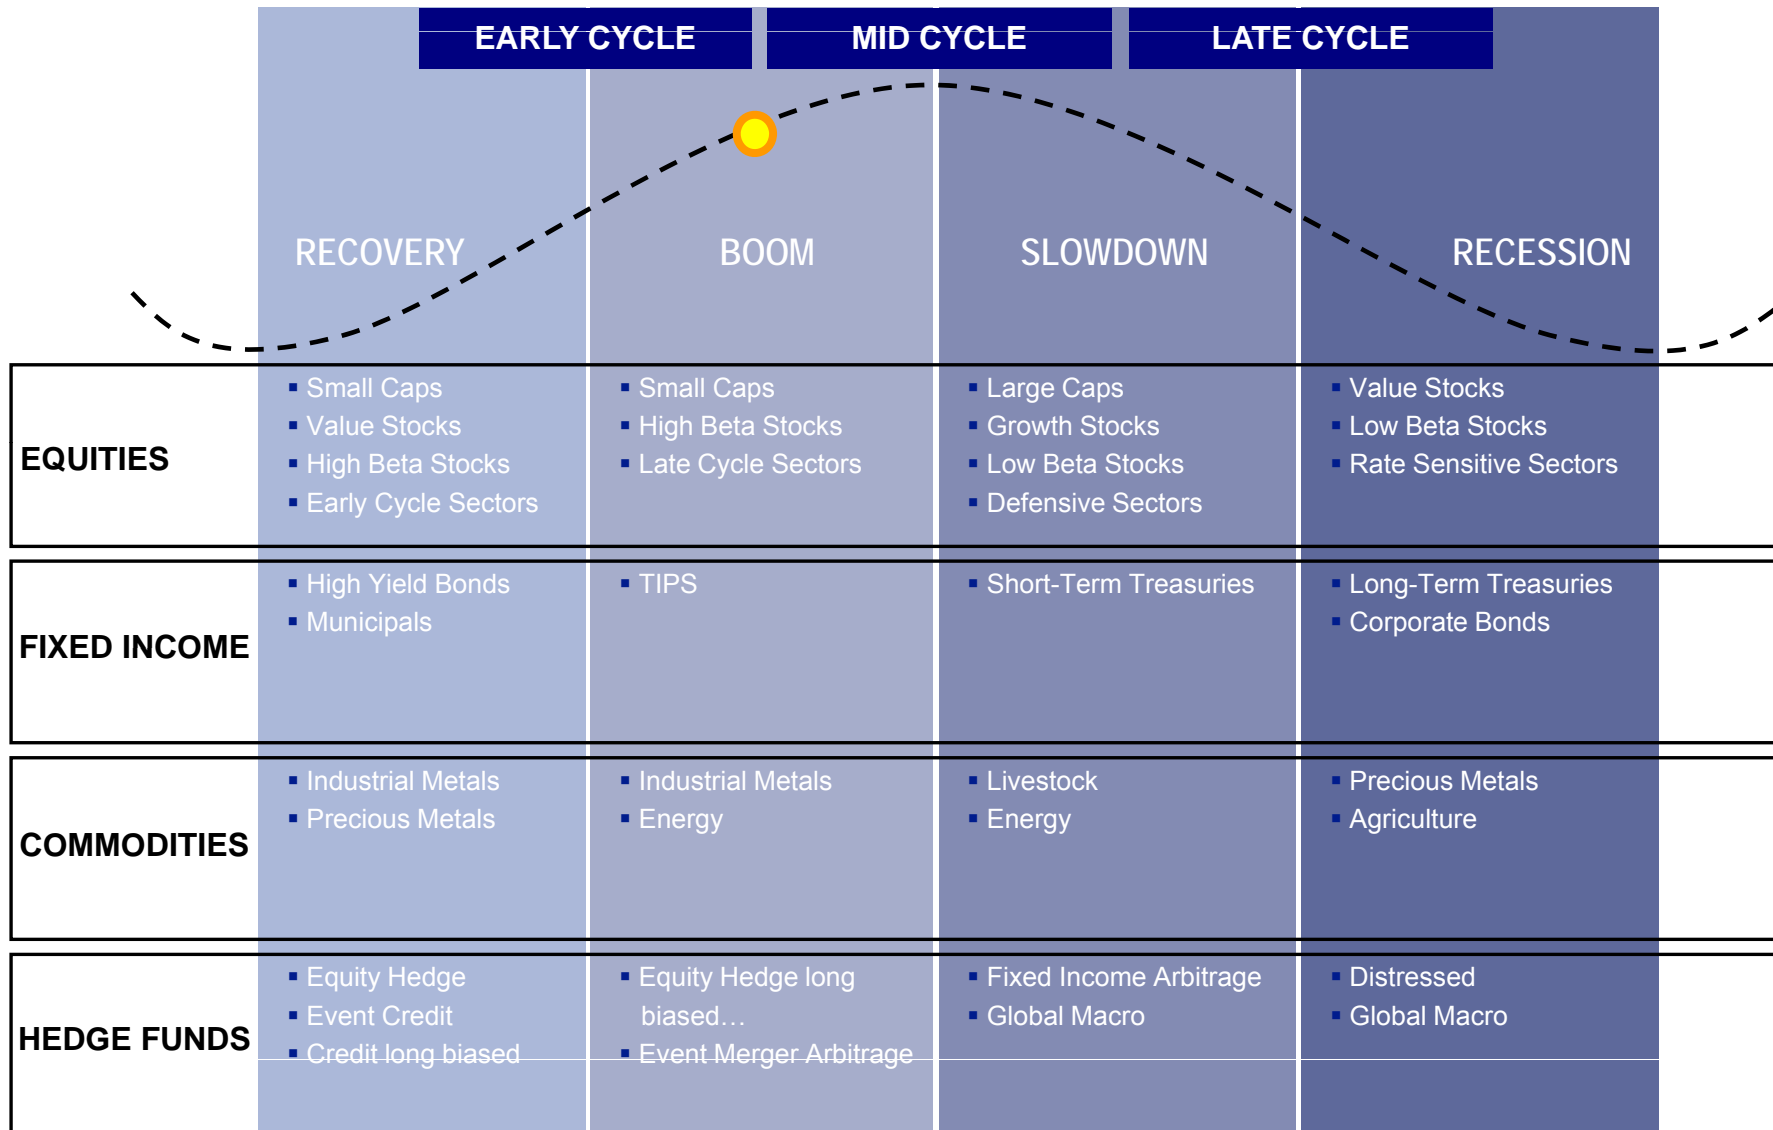 EARLY CYCLE
MID CYCLE
LATE CYCLE
RECOVERY
BOOM
SLOWDOWN
RECESSION
EQUITIES
▪ Small Caps
▪ Value Stocks
▪ High Beta Stocks
▪ Early Cycle Sectors
▪ Small Caps
▪ High Beta Stocks
▪ Late Cycle Sectors
▪ Large Caps
▪ Growth Stocks
▪ Low Beta Stocks
▪ Defensive Sectors
▪ Value Stocks
▪ Low Beta Stocks
▪ Rate Sensitive Sectors
FIXED INCOME
▪ High Yield Bonds
▪ Municipals
▪ TIPS
▪ Short-Term Treasuries
▪ Long-Term Treasuries
▪ Corporate Bonds
COMMODITIES
▪ Industrial Metals
▪ Precious Metals
▪ Industrial Metals
▪ Energy
▪ Livestock
▪ Energy
▪ Precious Metals
▪ Agriculture
HEDGE FUNDS
▪ Equity Hedge
▪ Event Credit
▪ Credit long biased
▪ Equity Hedge long
biased…
▪ Event Merger Arbitrage
▪ Fixed Income Arbitrage
▪ Global Macro
▪ Distressed
▪ Global Macro